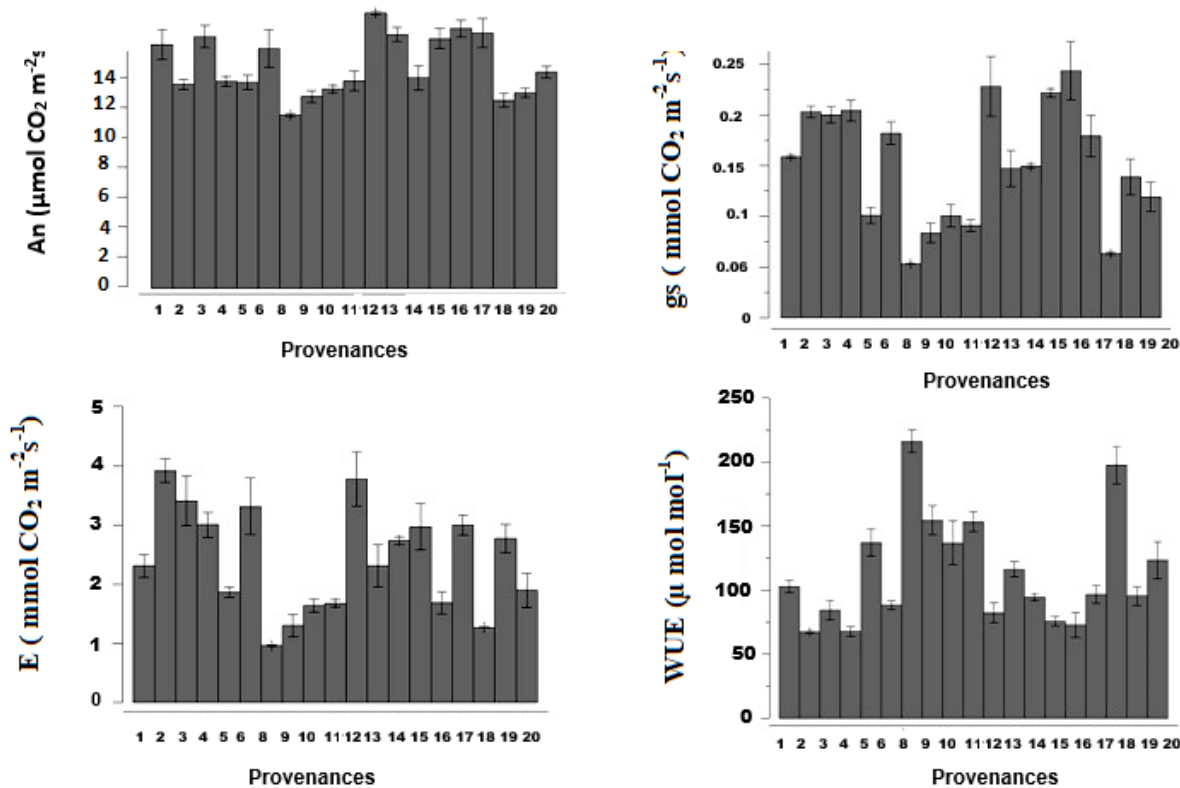 An (µmol CO₂ m⁻²s
14
12
10
8
6
4
2
0
1 2 3 4 5 6 8 9 10 11 12 13 14 15 16 17 18 19 20
Provenances
gs ( mmol CO₂ m⁻²s⁻¹)
0.25
0.2
0.15
0.1
0.06
0
1 2 3 4 5 6 8 9 10 11 12 13 14 15 16 17 18 19 20
Provenances
E ( mmol CO₂ m⁻²s⁻¹)
5
4
3
2
1
0
1 2 3 4 5 6 8 9 10 11 12 13 14 15 16 17 18 19 20
Provenances
WUE (µ mol mol⁻¹)
250
200
150
100
50
0
1 2 3 4 5 6 8 9 10 11 12 13 14 15 16 17 18 19 20
Provenances